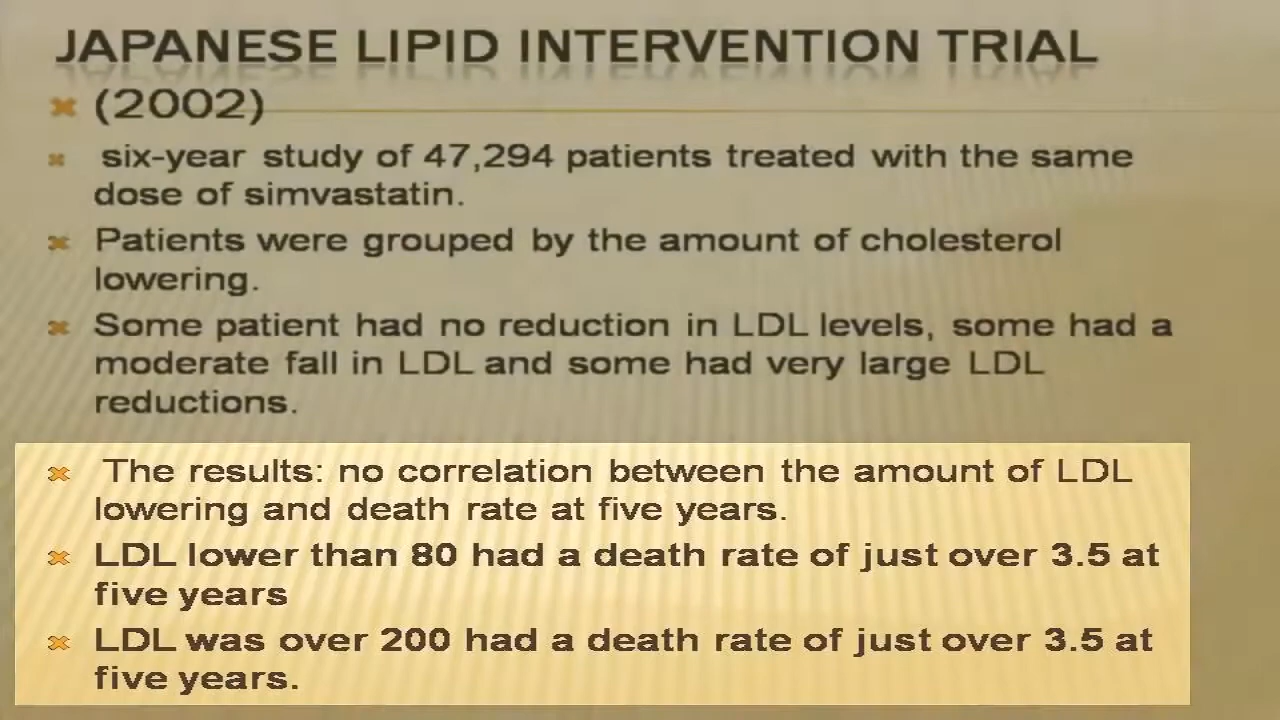 JAPANESE LIPID INTERVENTION TRIAL
(2002)
six-year study of 47,294 patients treated with the same
dose of simvastatin.
Patients were grouped by the amount of cholesterol
lowering.
Some patient had no reduction in LDL levels, some had a
moderate fall in LDL and some had very large LDL
reductions.
The results: no correlation between the amount of LDL
lowering and death rate at five years.
LDL lower than 80 had a death rate of just over 3.5 at
five years
LDL was over 200 had a death rate of just over 3.5 at
five years.